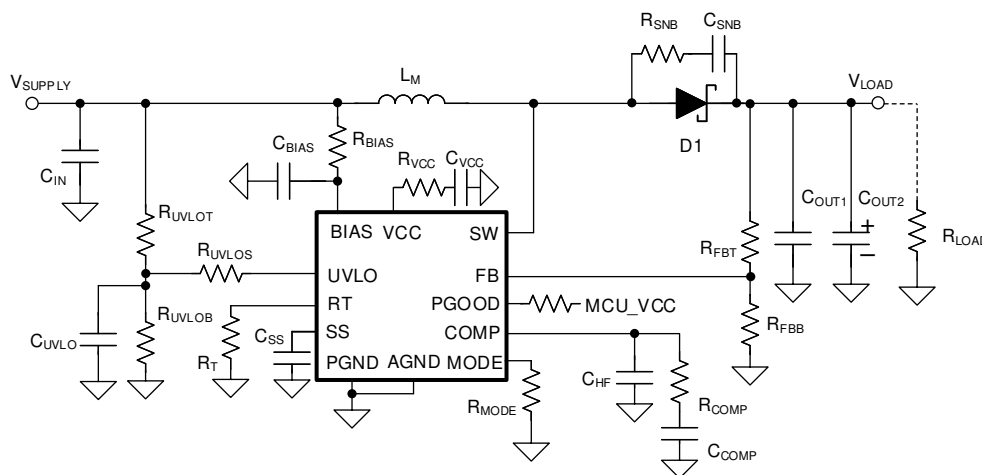 RSNB
CSNB
VSUPPLY
LM
VLOAD
D1
CBIAS
RBIAS
RVCC
CVCC
CIN
RUVLOT
BIAS
VCC
SW
COUT1
COUT2
+
−
RLOAD
RFBT
RUVLOS
UVLO
FB
RT
PGOOD
MCU_VCC
RFBB
CUVLO
RUVLOB
RT
CSS
SS
COMP
PGND
AGND
MODE
CHF
RCOMP
RMODE
CCOMP